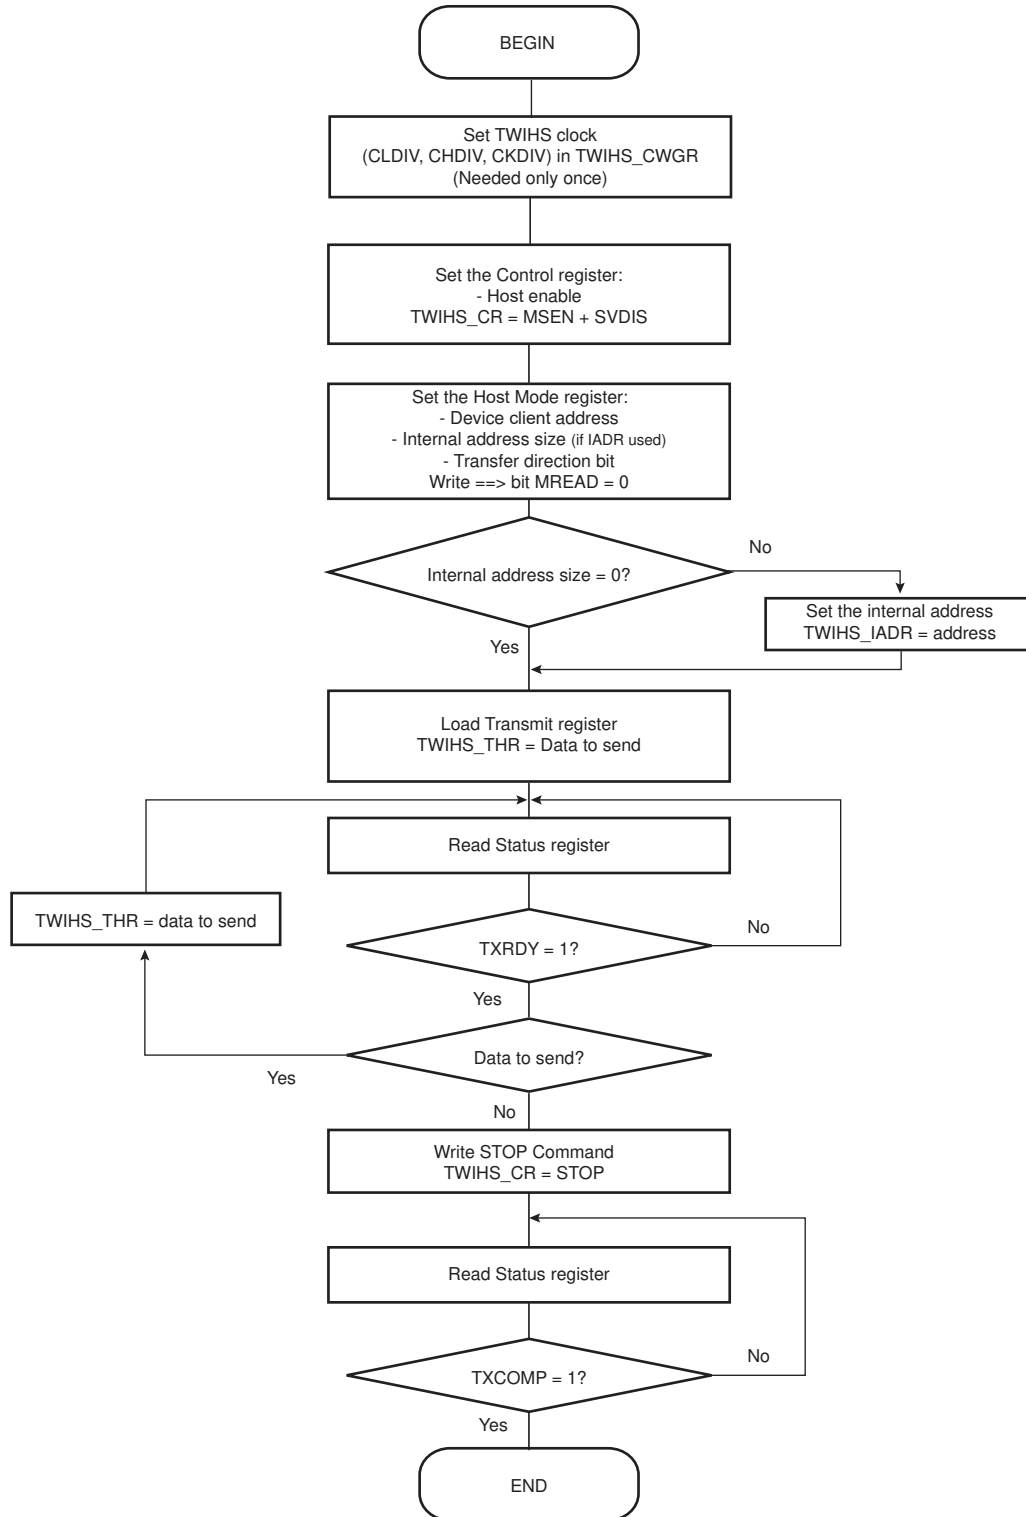 BEGIN
Set TWIHS clock
(CLDIV, CHDIV, CKDIV) in TWIHS_CWGR
(Needed only once)
Set the Control register:
- Host enable
TWIHS_CR = MSEN + SVDIS
Set the Host Mode register:
- Device client address
- Internal address size (if IADR used)
- Transfer direction bit
Write ==> bit MREAD = 0
No
Internal address size = 0?
Set the internal address
TWIHS_IADR = address
Yes
Load Transmit register
TWIHS_THR = Data to send
Read Status register
TWIHS_THR = data to send
No
TXRDY = 1?
Yes
Data to send?
Yes
No
Write STOP Command
TWIHS_CR = STOP
Read Status register
No
TXCOMP = 1?
Yes
END